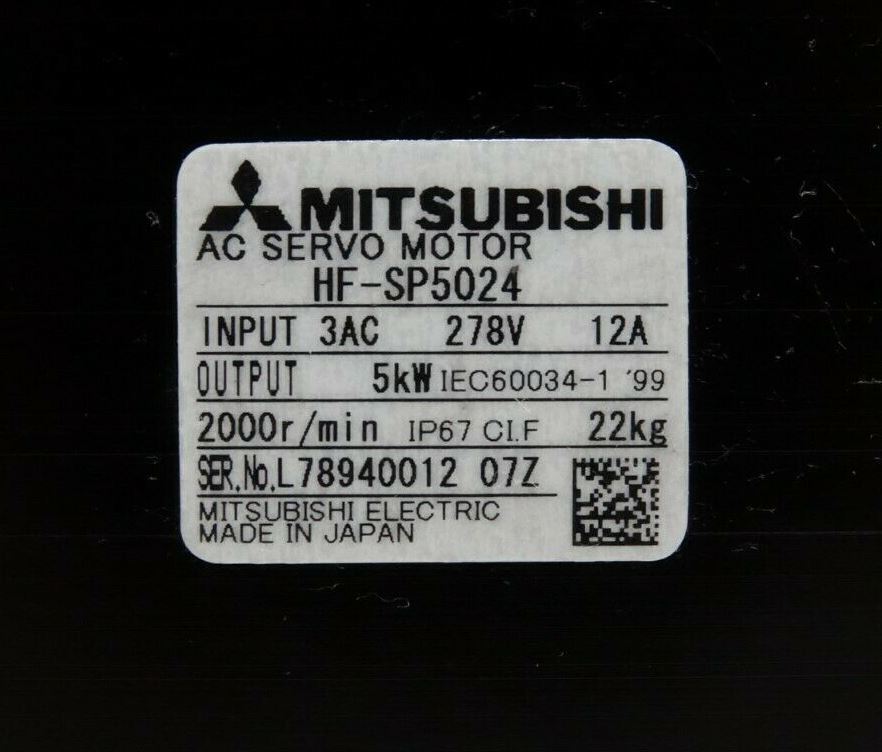 MITSUBISHI
AC SERVO MOTOR
HF-SP5024
INPUT 3AC 278V 12A
OUTPUT 5kW IEC60034-1 '99
2000r/min IP67 CI.F 22kg
SER.No.L78940012 07Z
MITSUBISHI ELECTRIC
MADE IN JAPAN